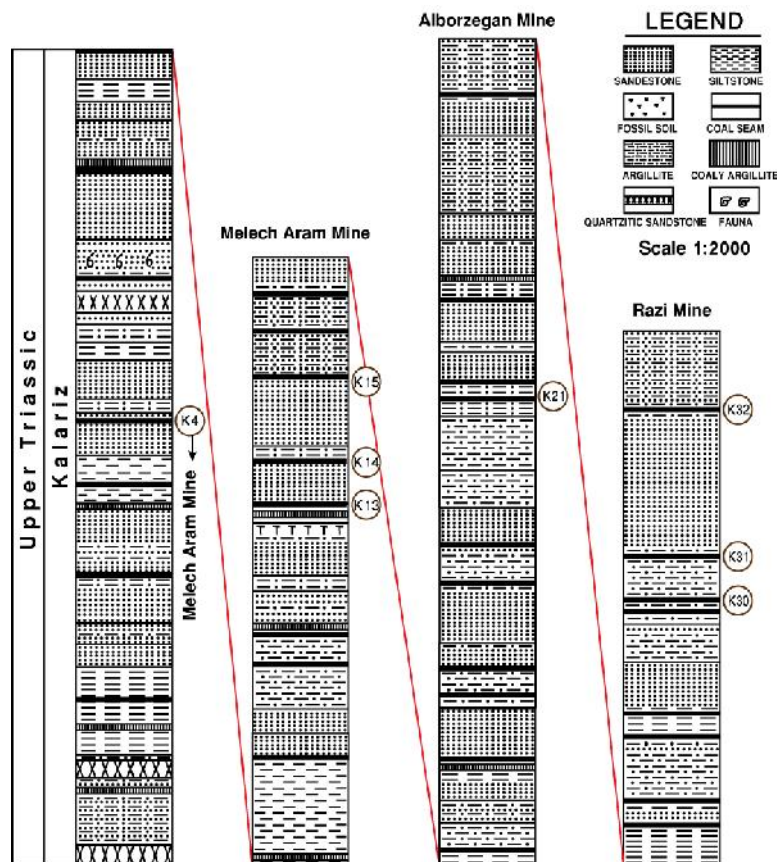 Upper Triassic
Kalariz
K4
Melech Aram Mine
Melech Aram Mine
K15
K14
K13
Alborzegan Mine
K21
Razi Mine
K32
K31
K30
LEGEND
SANDESTONE
SILTSTONE
FOSSIL SOIL
COAL SEAM
ARGILLITE
COALY ARGILLITE
QUARTZITIC SANDSTONE
FAUNA
Scale 1:2000